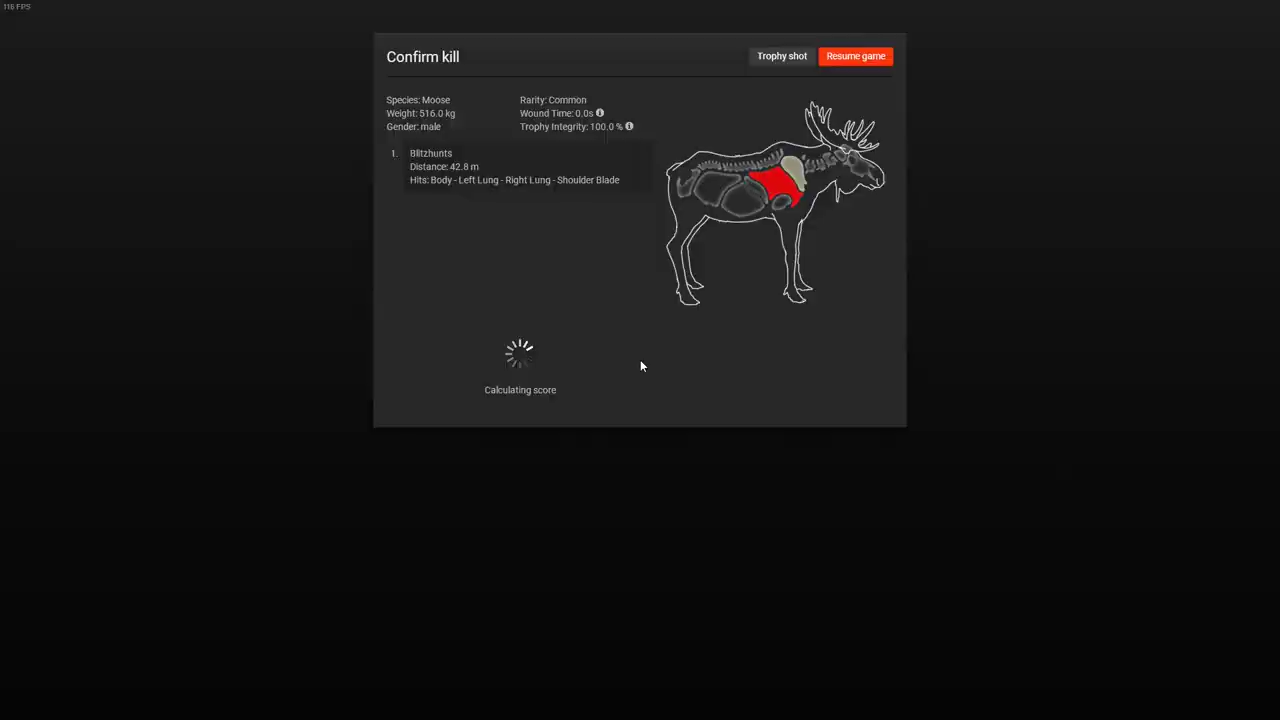 116 FPS
Confirm kill
Trophy shot
Resume game
Species: Moose
Rarity: Common
Weight: 516.0 kg
Wound Time: 0.0s
Gender: male
Trophy Integrity: 100.0 %
1. Blitzhunts
Distance: 42.8 m
Hits: Body - Left Lung - Right Lung - Shoulder Blade
Calculating score